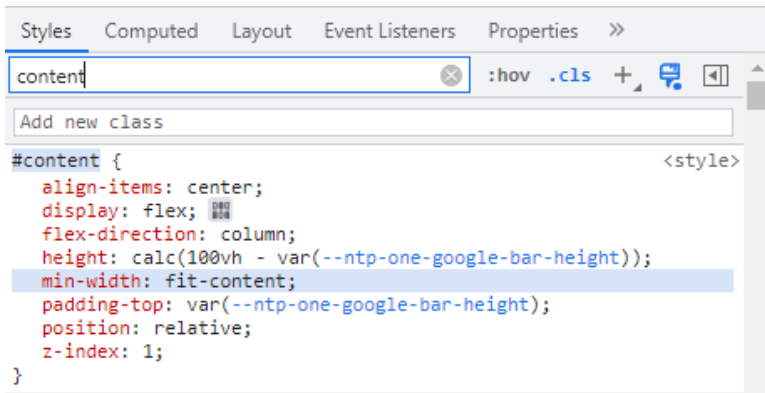 Styles Computed Layout Event Listeners Properties »
content :hov .cls +
Add new class
#content { <style>
align-items: center;
display: flex;
flex-direction: column;
height: calc(100vh - var(--ntp-one-google-bar-height));
min-width: fit-content;
padding-top: var(--ntp-one-google-bar-height);
position: relative;
z-index: 1;
}